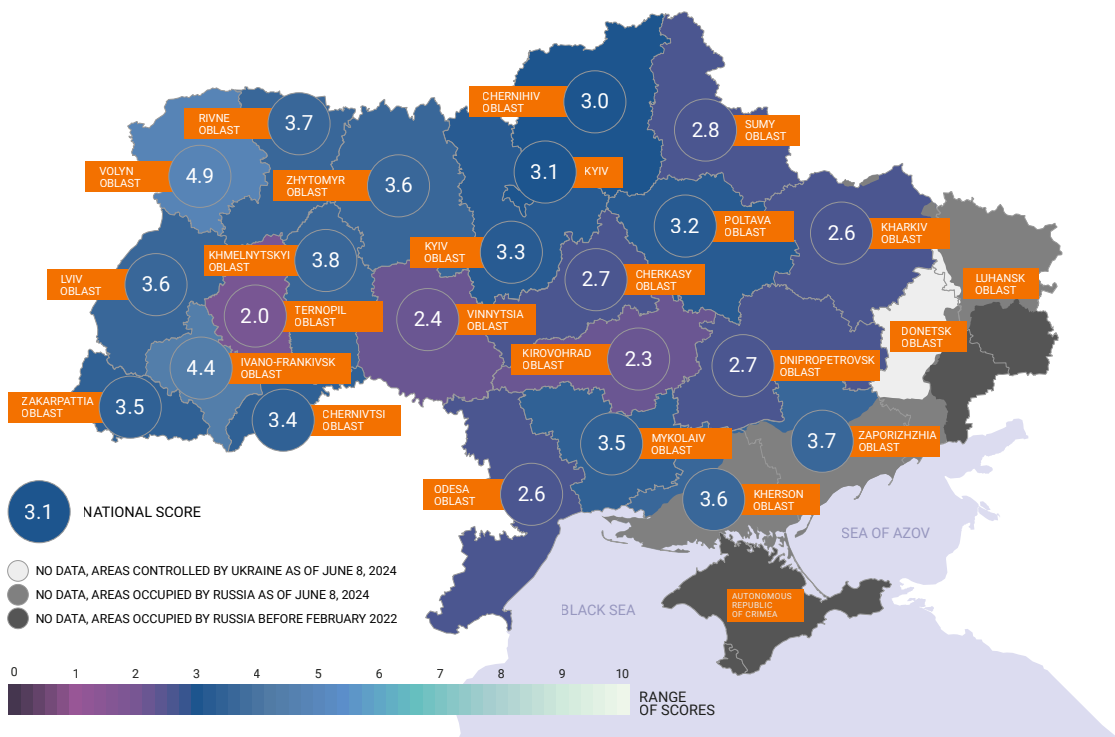 CHERNIHIV
OBLAST
3.0
SUMY
OBLAST
2.8
RIVNE
OBLAST
3.7
VOLYN
OBLAST
4.9
ZHYTOMYR
OBLAST
3.6
3.1
KYIV
3.2
POLTAVA
OBLAST
2.6
KHARKIV
OBLAST
KYIV
OBLAST
3.3
KHMELNYTSKYI
OBLAST
3.8
LVIV
OBLAST
3.6
2.7
CHERKASY
OBLAST
LUHANSK
OBLAST
2.0
TERNOPIL
OBLAST
2.4
VINNYTSIA
OBLAST
DONETSK
OBLAST
KIROVOHRAD
OBLAST
2.3
2.7
DNIPROPETROVSK
OBLAST
4.4
IVANO-FRANKIVSK
OBLAST
ZAKARPATTIA
OBLAST
3.5
3.4
CHERNIVTSI
OBLAST
3.5
MYKOLAIV
OBLAST
3.7
ZAPORIZHZHIA
OBLAST
ODESA
OBLAST
2.6
3.6
KHERSON
OBLAST
3.1
NATIONAL SCORE
SEA OF AZOV
NO DATA, AREAS CONTROLLED BY UKRAINE AS OF JUNE 8, 2024
NO DATA, AREAS OCCUPIED BY RUSSIA AS OF JUNE 8, 2024
NO DATA, AREAS OCCUPIED BY RUSSIA BEFORE FEBRUARY 2022
BLACK SEA
AUTONOMOUS
REPUBLIC
OF CRIMEA
0 1 2 3 4 5 6 7 8 9 10
RANGE
OF SCORES